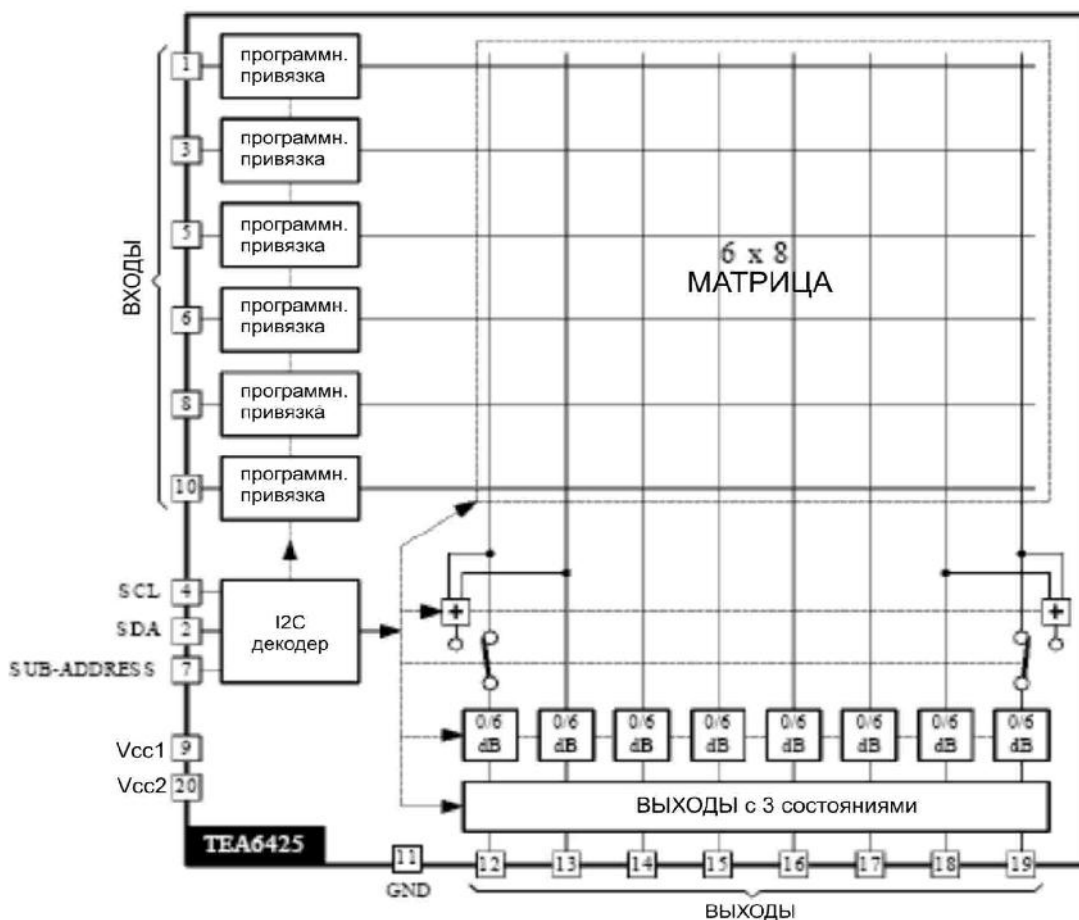 1
программн.
привязка
3
программн.
привязка
5
программн.
привязка
6
программн.
привязка
8
программн.
привязка
10
программн.
привязка
ВХОДЫ
6 x 8
МАТРИЦА
SCL 4
SDA 2
SUB-ADDRESS 7
I2C
декодер
+ +
Vcc1 9
Vcc2 20
0/6 0/6 0/6 0/6 0/6 0/6 0/6 0/6
dB dB dB dB dB dB dB dB
ВЫХОДЫ с 3 состояниями
TEA6425
11 12 13 14 15 16 17 18 19
GND
ВЫХОДЫ